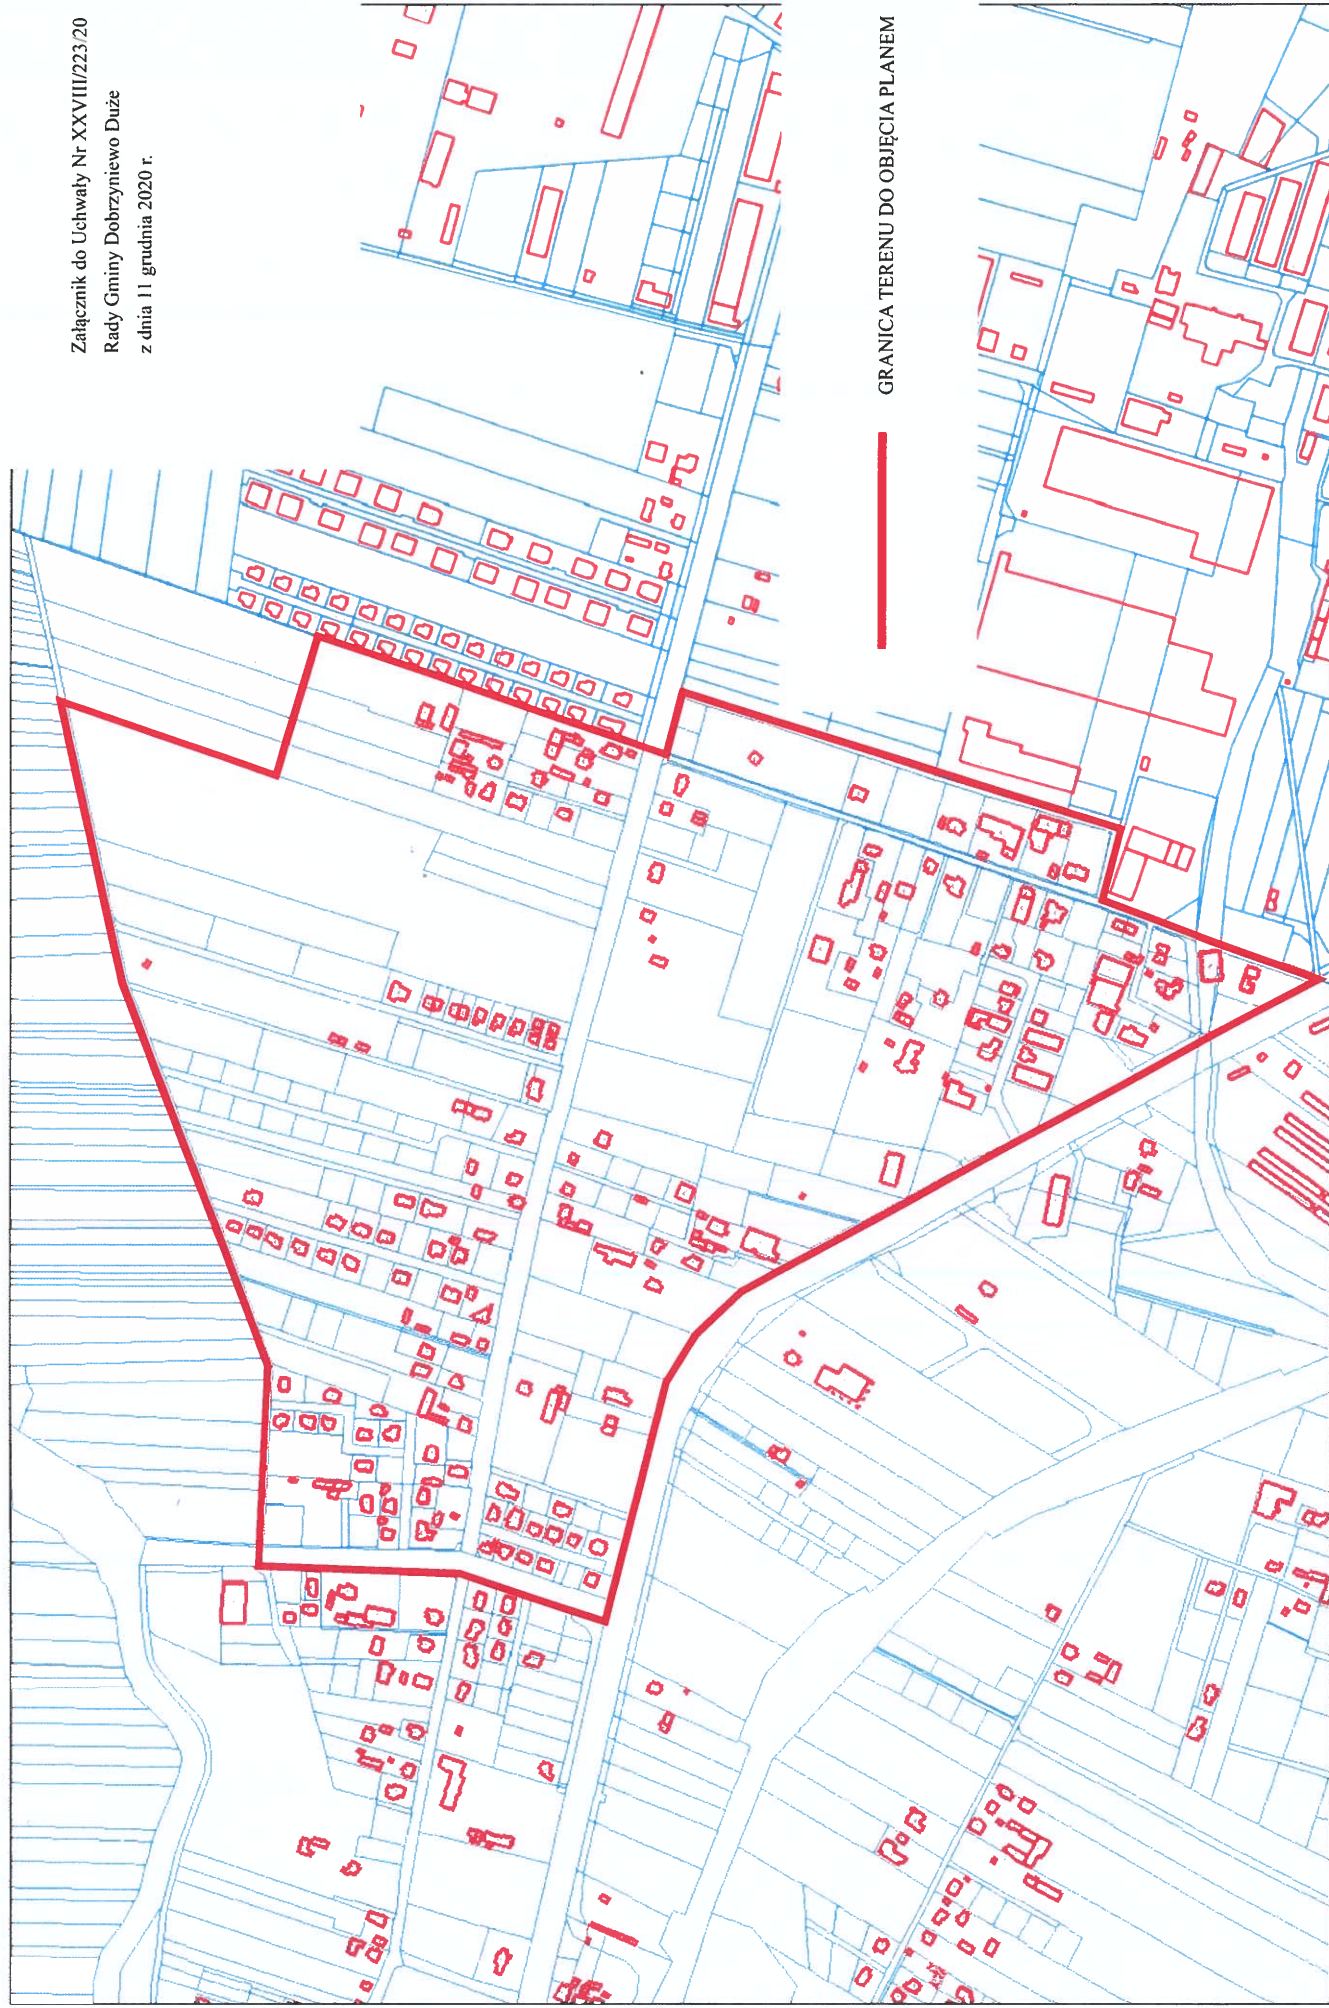 Załącznik do Uchwały Nr XXVIII/223/20
Rady Gminy Dobrzyniewo Duże
z dnia 11 grudnia 2020 r.
GRANICA TERENU DO OBJĘCIA PLANEM